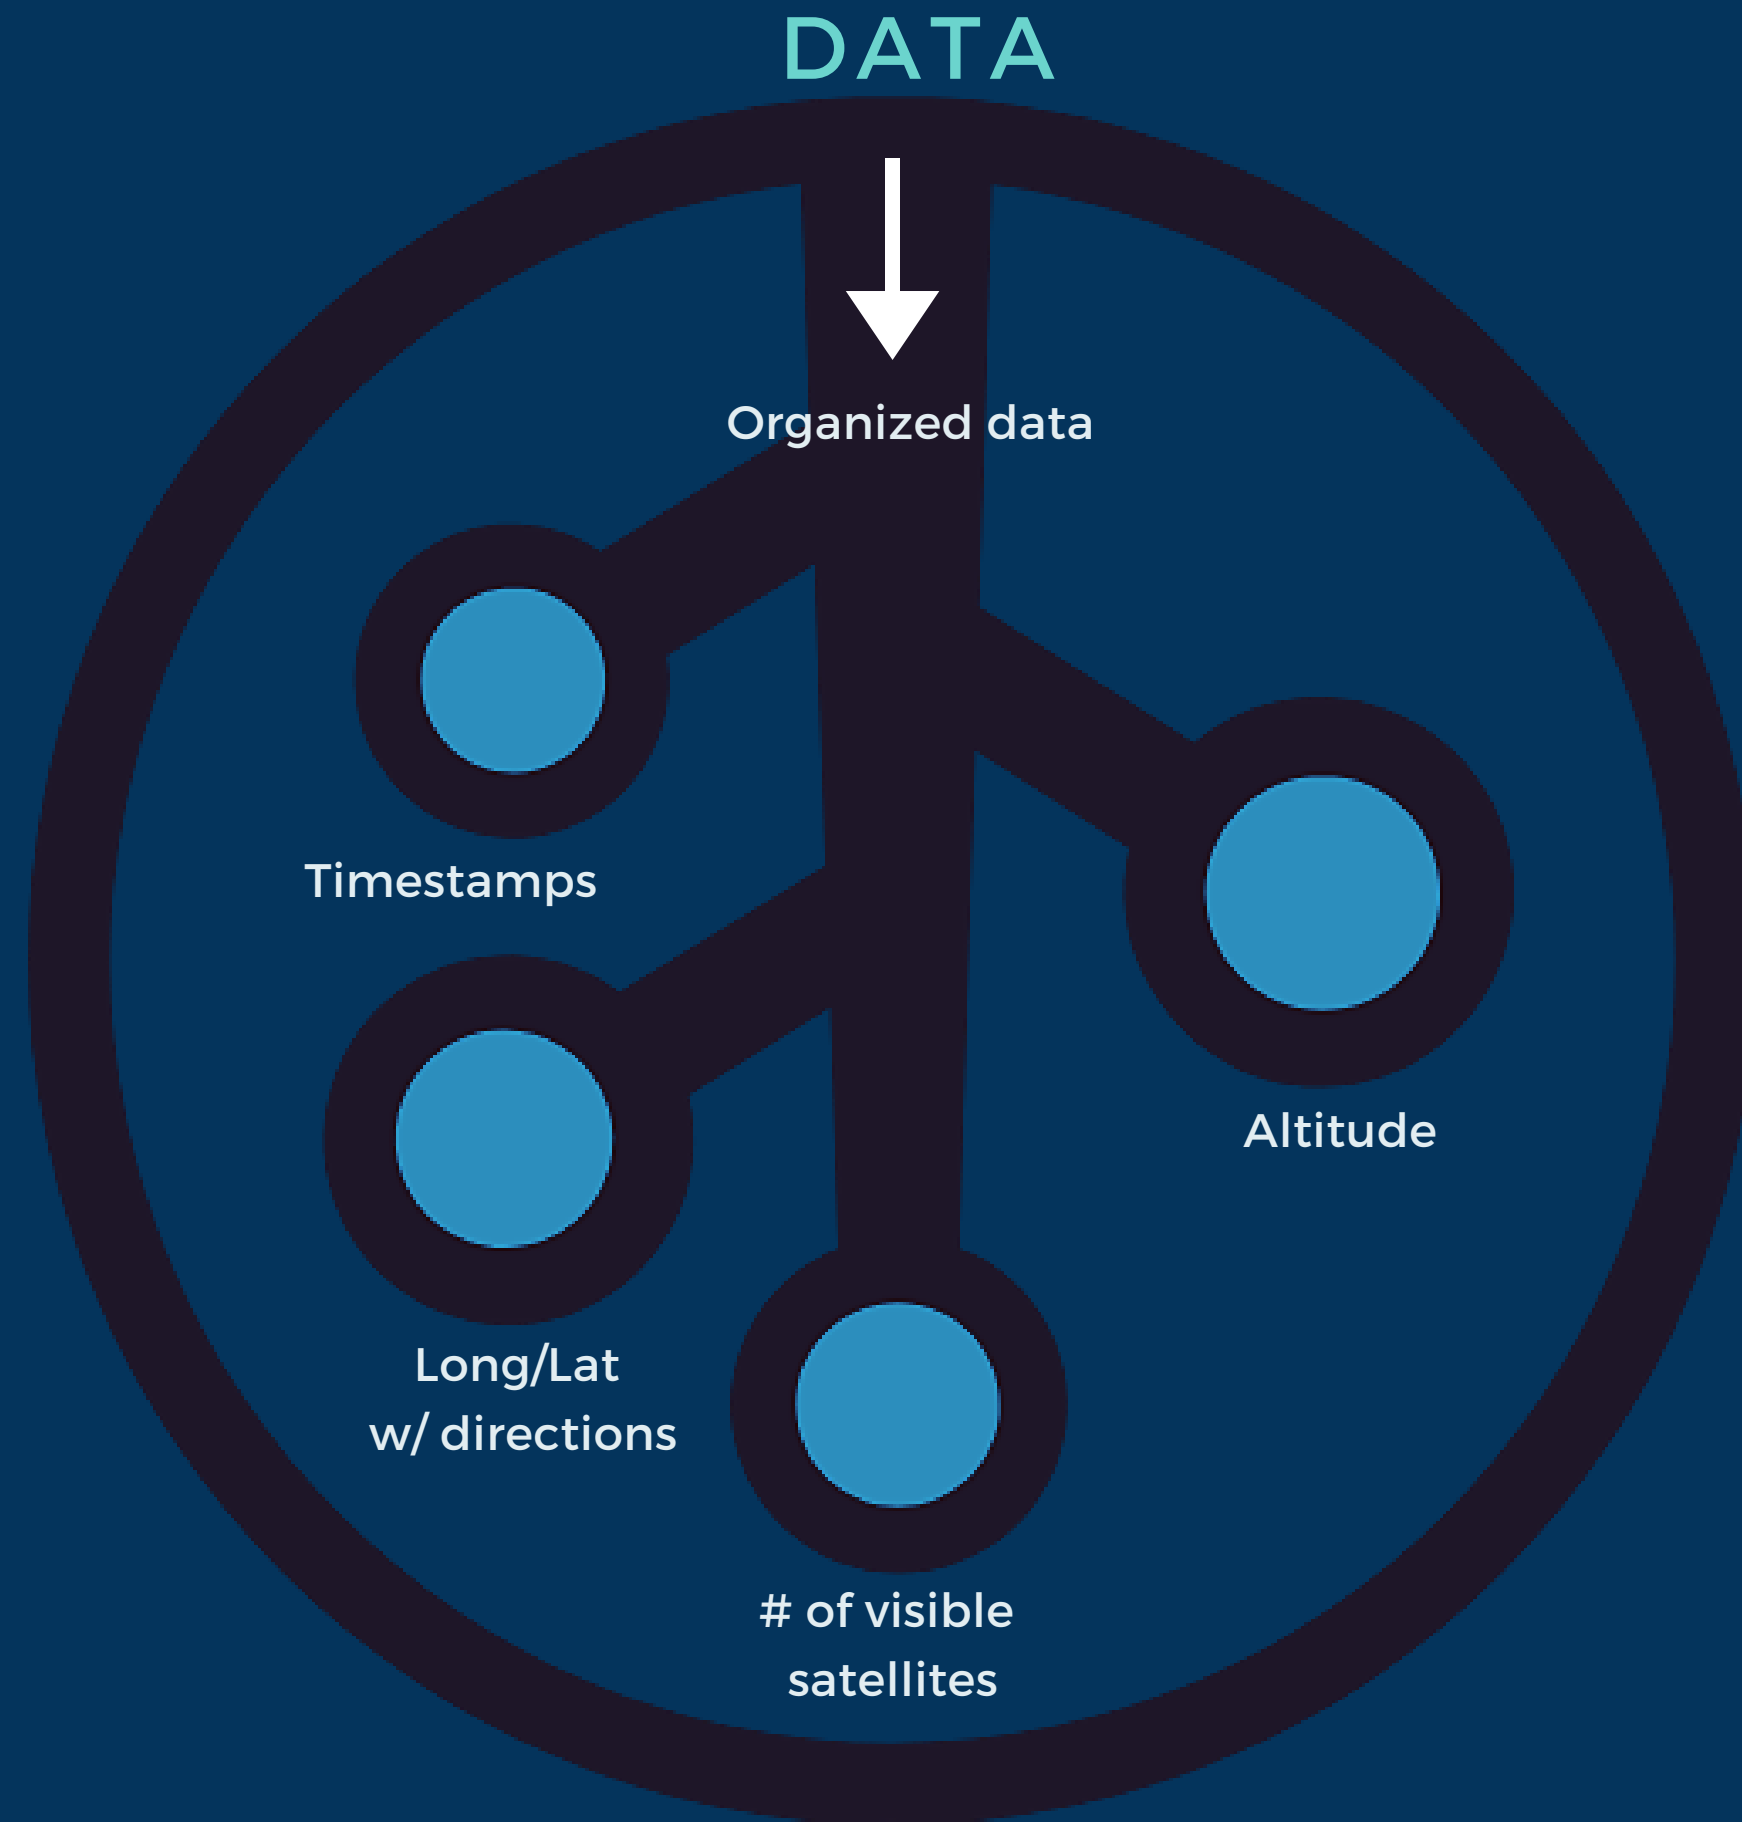 DATA
Organized data
Timestamps
Altitude
Long/Lat
w/ directions
# of visible
satellites